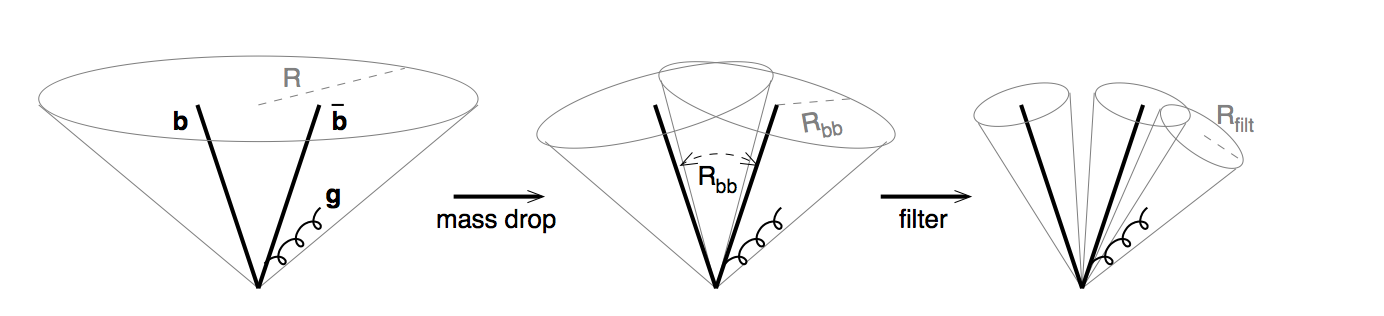 R
b
b̄
g
mass drop
R_bb
R_bb
filter
R_filt